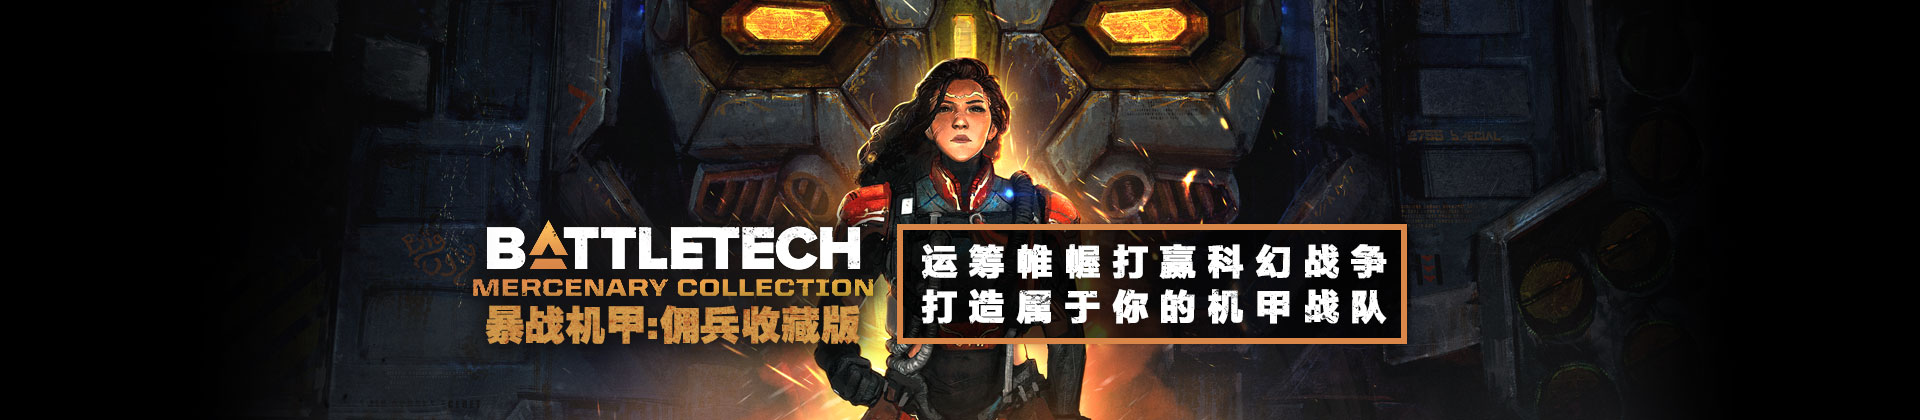 BATTLETECH
MERCENARY COLLECTION
暴战机甲:佣兵收藏版
运筹帷幄打赢科幻战争
打造属于你的机甲战队